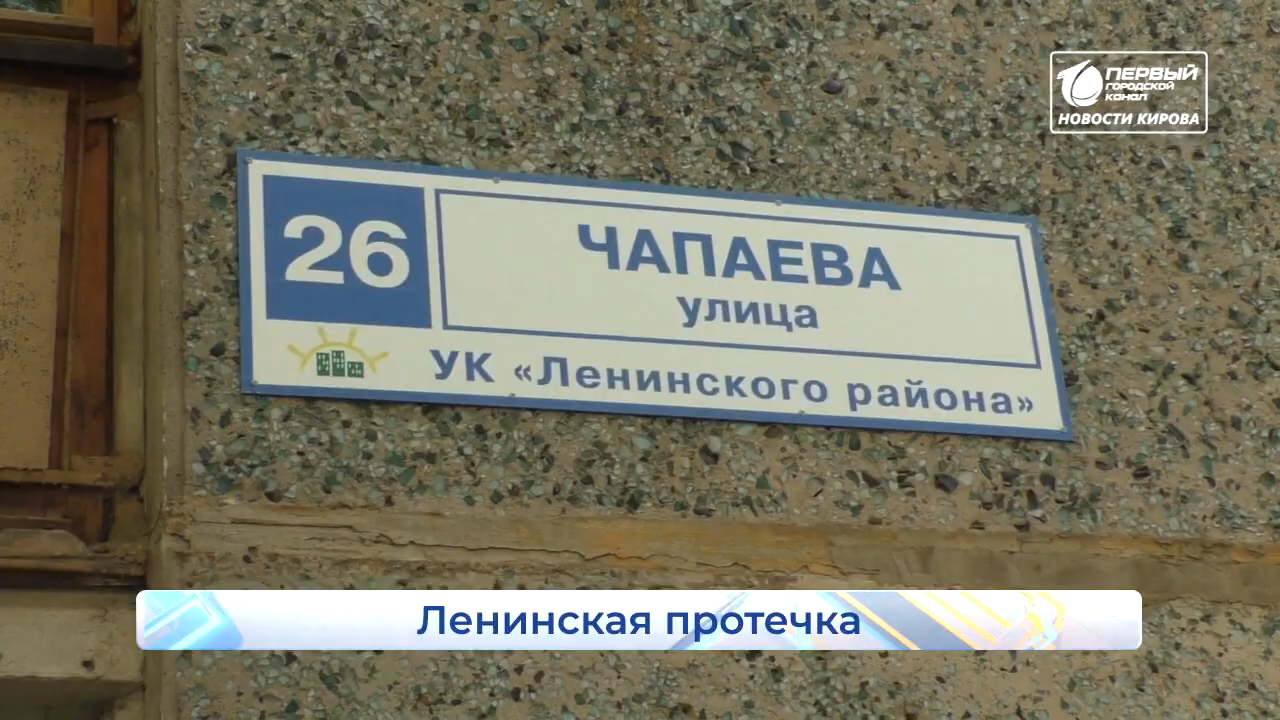 ПЕРВЫЙ
ГОРОДСКОЙ
КАНАЛ
НОВОСТИ КИРОВА
26
ЧАПАЕВА
улица
УК «Ленинского района»
Ленинская протечка